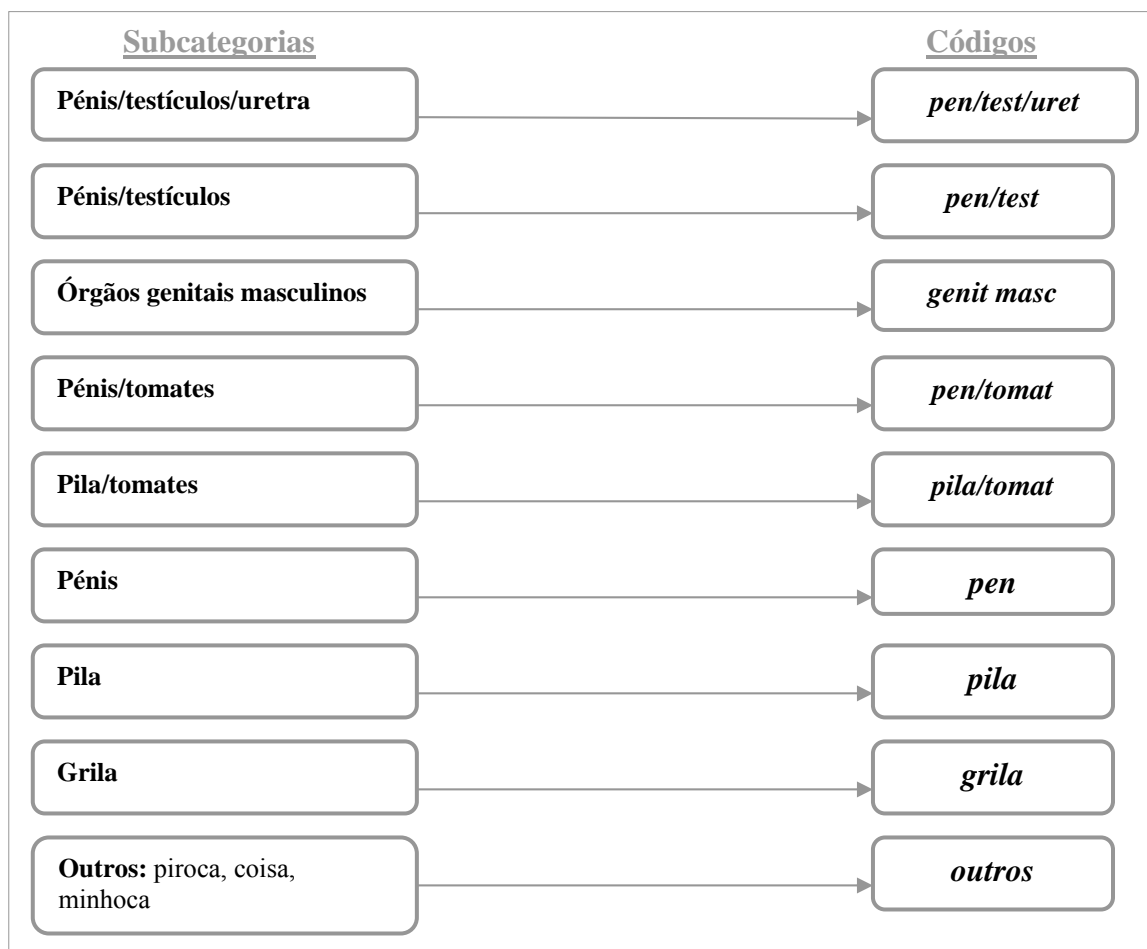 Subcategorias Códigos
Pénis/testículos/uretra pen/test/uret
Pénis/testículos pen/test
Órgãos genitais masculinos genit masc
Pénis/tomates pen/tomat
Pila/tomates pila/tomat
Pénis pen
Pila pila
Grila grila
Outros: piroca, coisa, outros
minhoca